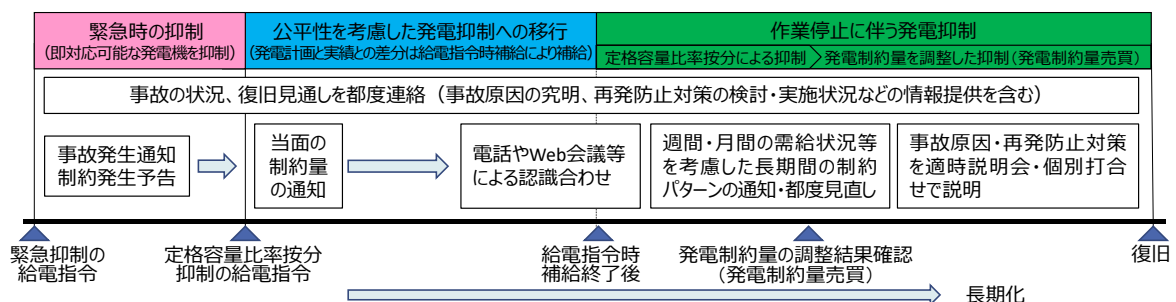 緊急時の抑制
(即対応可能な発電機を抑制)
公平性を考慮した発電抑制への移行
(発電計画と実績との差分は給電指令時補給により補給)
作業停止に伴う発電抑制
定格容量比率按分による抑制
発電制約量を調整した抑制(発電制約量売買)
事故の状況、復旧見通しを都度連絡（事故原因の究明、再発防止対策の検討・実施状況などの情報提供を含む）
事故発生通知
制約発生予告
当面の
制約量
の通知
電話やWeb会議等
による認識合わせ
週間・月間の需給状況等
を考慮した長期間の制約
パターンの通知・都度見直し
事故原因・再発防止対策
を適時説明会・個別打合
せで説明
緊急抑制の
給電指令
定格容量比率按分
抑制の給電指令
給電指令時
補給終了後
発電制約量の調整結果確認
（発電制約量売買）
復旧
長期化